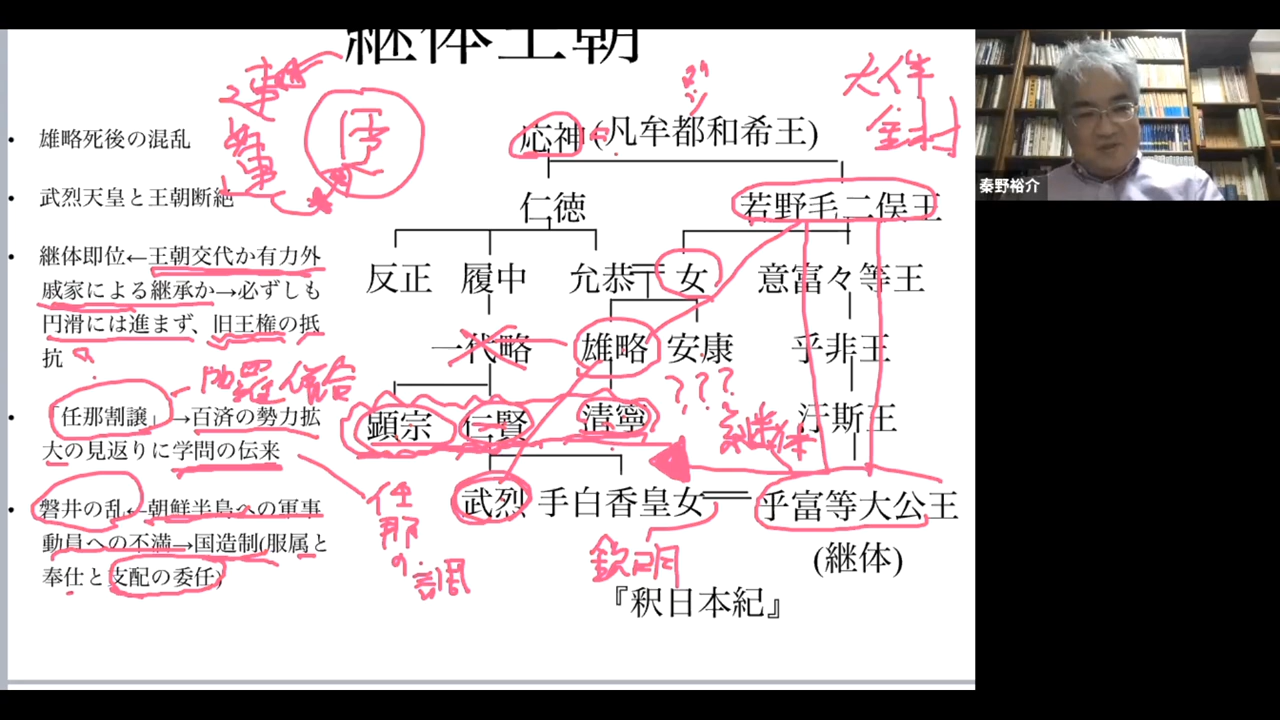 継体王朝
・雄略死後の混乱
・武烈天皇と王朝断絶
・継体即位←王朝交代か有力外
戚家による継承か→必ずしも
円滑には進まず、旧王権の抵
抗
・「任那割譲」→百済の勢力拡
大の見返りに学問の伝来
・磐井の乱←朝鮮半島への軍事
動員への不満→国造制(服属と
奉仕と支配の委任)
応神 (凡牟都和希王)
仁徳 若野毛二俣王
反正 履中 允恭 女 意富々等王
一代略 雄略 安康 乎非王
顕宗 仁賢 清寧 汙斯王
武烈 手白香皇女 乎富等大公王
(継体)
『釈日本紀』
大伴
金村
加羅併合
???
継体
任
那
の
調
欽明
秦野裕介